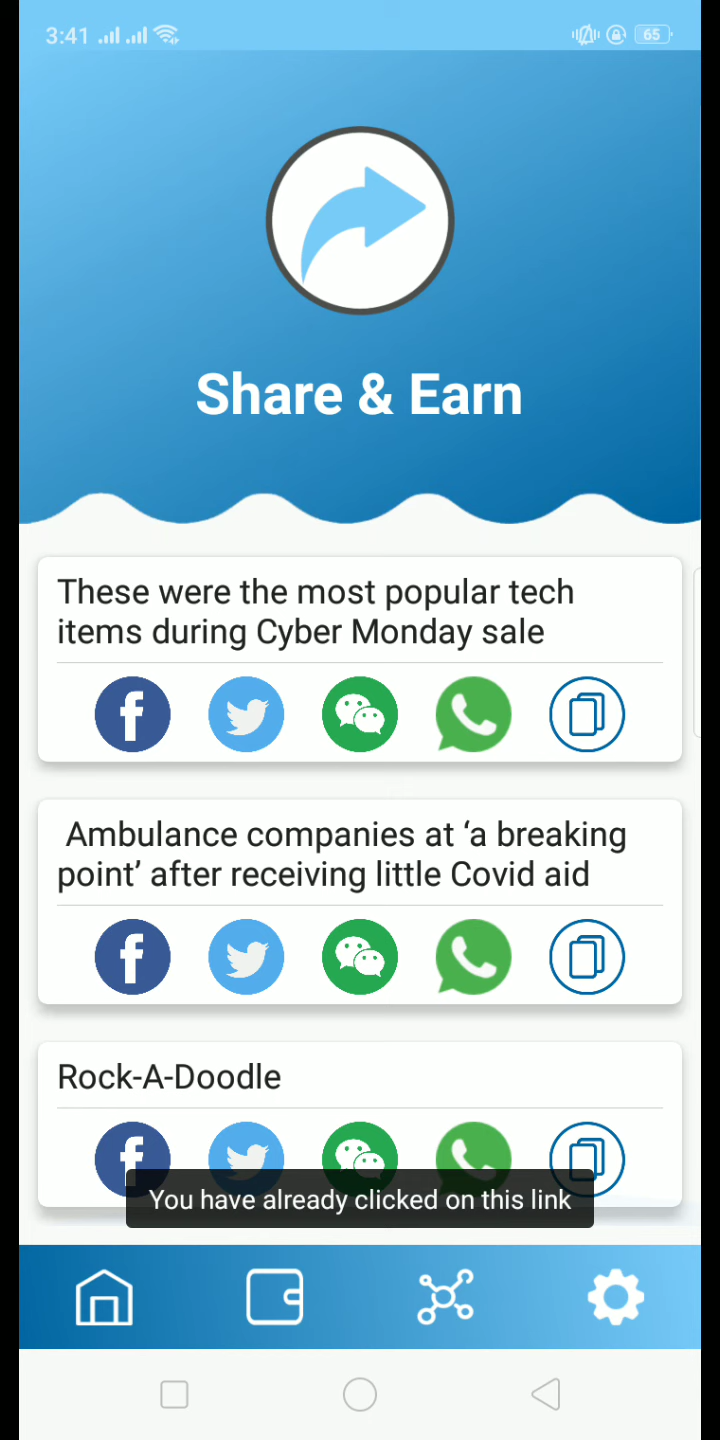 3:41
65
Share & Earn
These were the most popular tech
items during Cyber Monday sale
Ambulance companies at ‘a breaking
point’ after receiving little Covid aid
Rock-A-Doodle
You have already clicked on this link